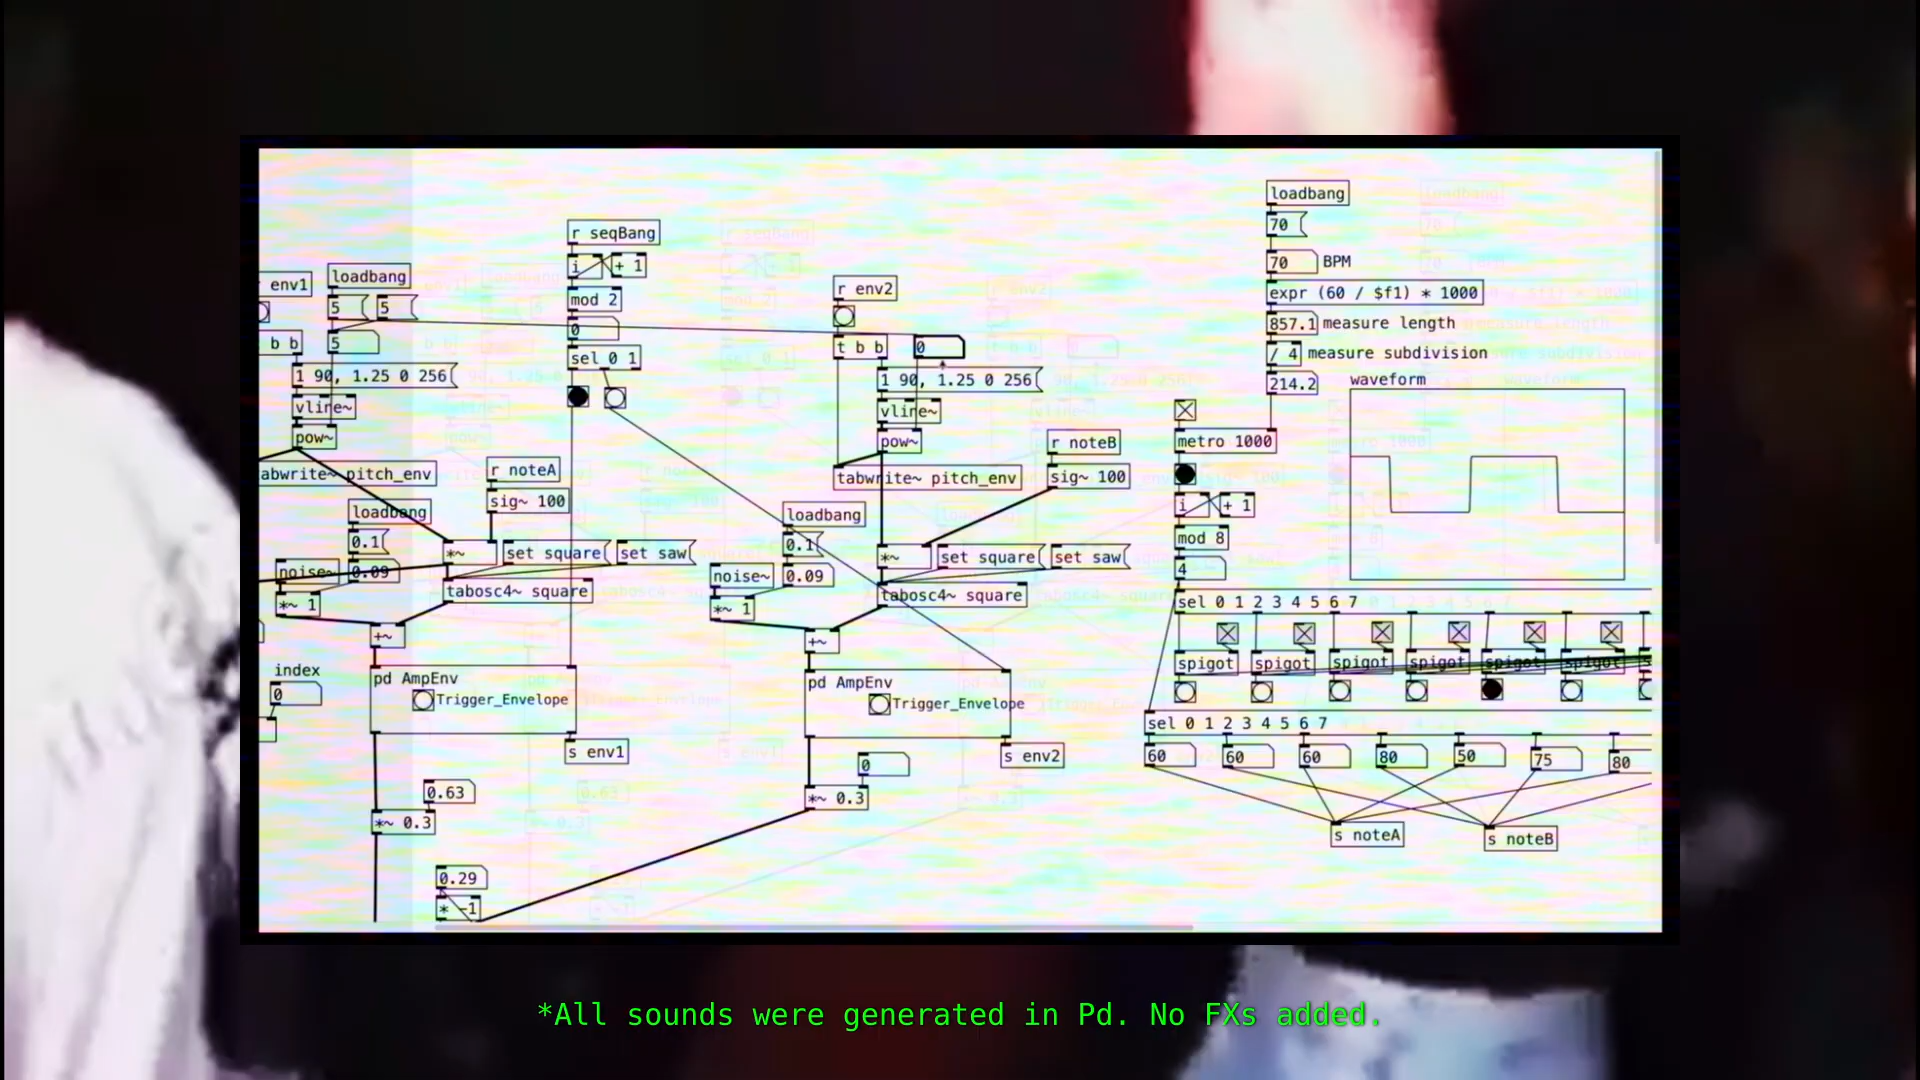 loadbang
70
70 BPM
expr (60 / $f1) * 1000
857.1 measure length
/ 4 measure subdivision
214.2
waveform
r seqBang
i + 1
mod 2
0
sel 0 1
env1
loadbang
5 5
5
b b
1 90, 1.25 0 256
vline~
pow~
tabwrite~ pitch_env
r noteA
sig~ 100
loadbang
0.1
0.09
noise~
*~ 1
*~
set square
set saw
tabosc4~ square
+~
index
0
pd AmpEnv
Trigger_Envelope
s env1
0.63
*~ 0.3
0.29
* -1
r env2
t b b
0
1 90, 1.25 0 256
vline~
pow~
tabwrite~ pitch_env
r noteB
sig~ 100
loadbang
0.1
0.09
noise~
*~ 1
*~
set square
set saw
tabosc4~ square
+~
pd AmpEnv
Trigger_Envelope
s env2
0
*~ 0.3
metro 1000
i + 1
mod 8
4
sel 0 1 2 3 4 5 6 7
spigot spigot spigot spigot spigot spigot
sel 0 1 2 3 4 5 6 7
60 60 60 80 50 75 80
s noteA
s noteB
*All sounds were generated in Pd. No FXs added.